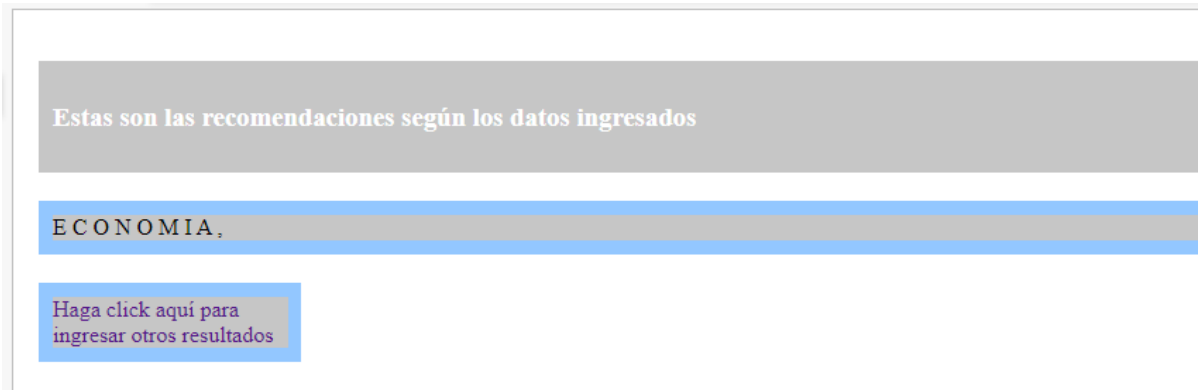 Estas son las recomendaciones según los datos ingresados
E C O N O M I A ,
Haga click aquí para
ingresar otros resultados